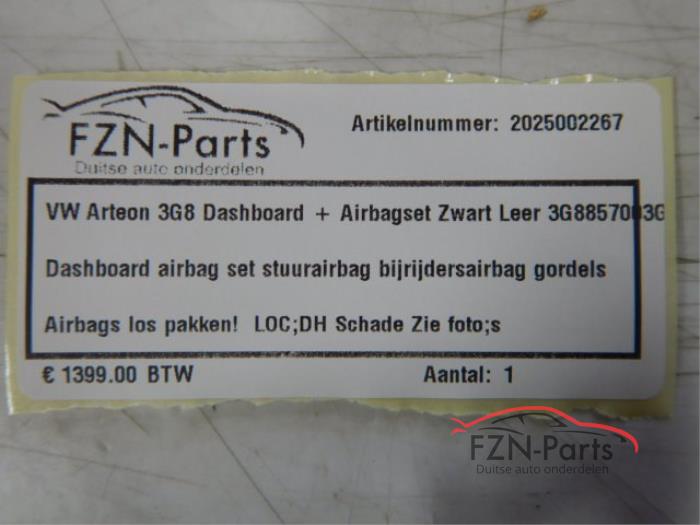 FZN-Parts
Duitse auto onderdelen
Artikelnummer: 2025002267
VW Arteon 3G8 Dashboard + Airbagset Zwart Leer 3G8857003G
Dashboard airbag set stuurairbag bijrijdersairbag gordels
Airbags los pakken! LOC;DH Schade Zie foto;s
€ 1399.00 BTW
Aantal: 1
FZN-Parts
Duitse auto onderdelen